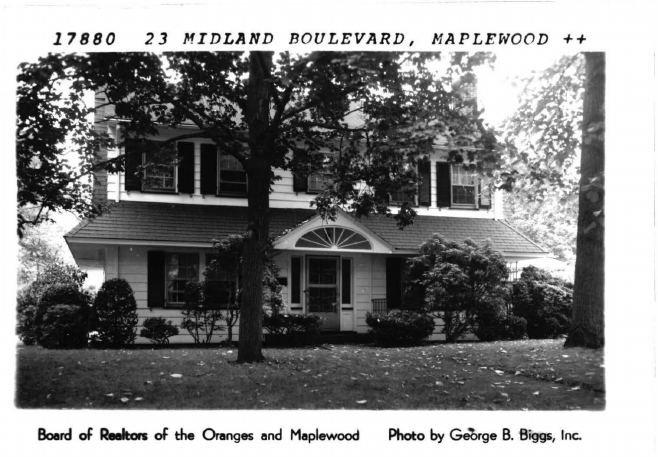 17880 23 MIDLAND BOULEVARD, MAPLEWOOD ++
Board of Realtors of the Oranges and Maplewood Photo by George B. Biggs, Inc.